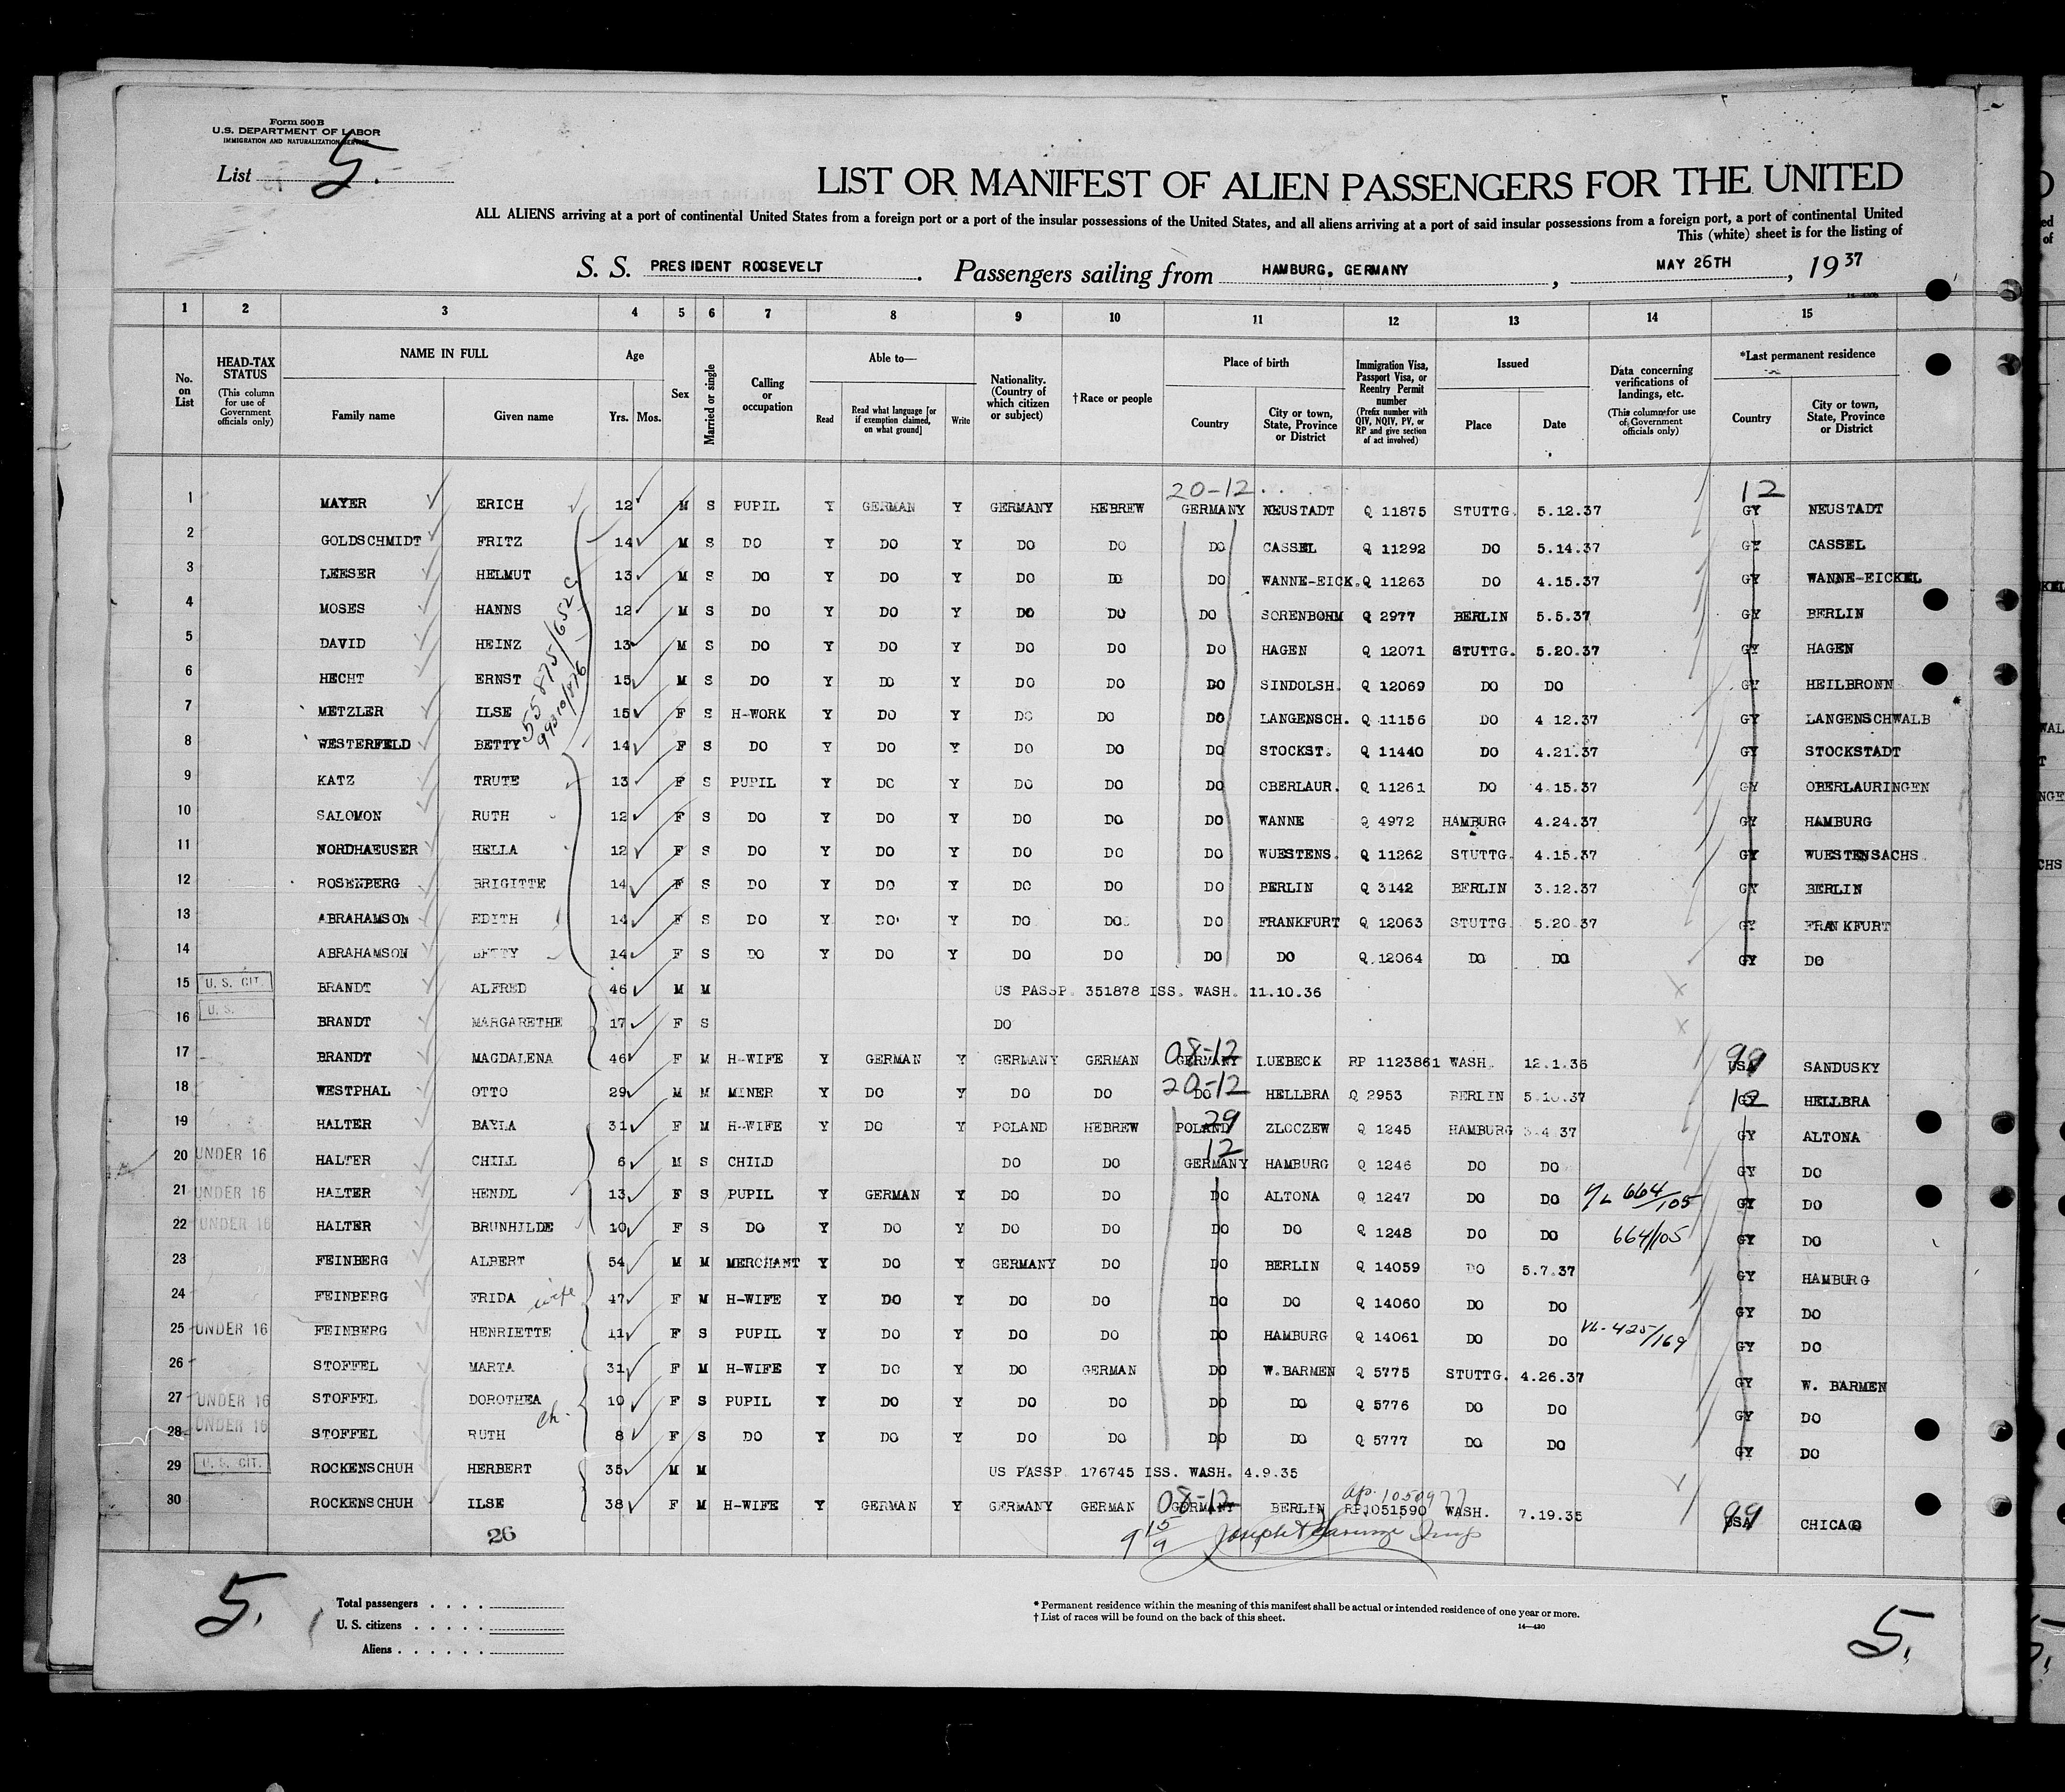 Form 500 B
U.S. DEPARTMENT OF LABOR
IMMIGRATION AND NATURALIZATION SERVICE
List 5.
LIST OR MANIFEST OF ALIEN PASSENGERS FOR THE UNITED
ALL ALIENS arriving at a port of continental United States from a foreign port or a port of the insular possessions of the United States, and all aliens arriving at a port of said insular possessions from a foreign port, a port of continental United
This (white) sheet is for the listing of
S. S. PRESIDENT ROOSEVELT. Passengers sailing from HAMBURG, GERMANY, MAY 26TH, 1937
1 2 3 4 5 6 7 8 9 10 11 12 13 14 15
No. on List
HEAD-TAX STATUS (This column for use of Government officials only)
NAME IN FULL
Family name Given name
Age
Yrs. Mos.
Sex
Married or single
Calling or occupation
Able to—
Read
Read what language [or if exemption claimed, on what ground]
Write
Nationality. (Country of which citizen or subject)
†Race or people
Place of birth
Country
City or town, State, Province or District
Immigration Visa, Passport Visa, or Reentry Permit number (Prefix number with QIV, NQIV, PV, or RP and give section of act involved)
Issued
Place Date
Data concerning verifications of landings, etc. (This column for use of Government officials only)
*Last permanent residence
Country
City or town, State, Province or District
20-12 12
1 MAYER ERICH 12 M S PUPIL Y GERMAN Y GERMANY HEBREW GERMANY NEUSTADT Q 11875 STUTTG. 5.12.37 GY NEUSTADT
2 GOLDSCHMIDT FRITZ 14 M S DO Y DO Y DO DO DO CASSEL Q 11292 DO 5.14.37 GY CASSEL
3 LEESER HELMUT 13 M S DO Y DO Y DO DO DO WANNE-EICK. Q 11263 DO 4.15.37 GY WANNE-EICKEL
4 MOSES HANNS 12 M S DO Y DO Y DO DO DO SORENBOHM Q 2977 BERLIN 5.5.37 GY BERLIN
5 DAVID HEINZ 13 M S DO Y DO Y DO DO DO HAGEN Q 12071 STUTTG. 5.20.37 GY HAGEN
6 HECHT ERNST 15 M S DO Y DO Y DO DO DO SINDOLSH. Q 12069 DO DO GY HEILBRONN
7 METZLER ILSE 15 F S H-WORK Y DO Y DO DO DO LANGENSCH. Q 11156 DO 4 12.37 GY LANGENSCHWALB
8 WESTERFELD BETTY 14 F S DO Y DO Y DO DO DO STOCKST. Q 11440 DO 4.21.37 GY STOCKSTADT
9 KATZ TRUTE 13 F S PUPIL Y DO Y DO DO DO OBERLAUR. Q 11261 DO 4.15.37 GY OBERLAURINGEN
10 SALOMON RUTH 12 F S DO Y DO Y DO DO DO WANNE Q 4972 HAMBURG 4.24.37 GY HAMBURG
11 NORDHAEUSER HELLA 12 F S DO Y DO Y DO DO DO WUESTENS. Q 11262 STUTTG. 4.15.37 GY WUESTENSACHS
12 ROSENBERG BRIGITTE 14 F S DO Y DO Y DO DO DO BERLIN Q 3142 BERLIN 3.12.37 GY BERLIN
13 ABRAHAMSON EDITH 14 F S DO Y DO Y DO DO. DO FRANKFURT Q 12063 STUTTG. 5.20 37 GY FRANKFURT
14 ABRAHAMSON BETTY 14 F S DO Y DO Y DO DO DO DO Q.12064 DO DO GY DO
15 U. S. CIT. BRANDT ALFRED 46 M M US PASSP. 351878 ISS. WASH. 11.10.36
16 U. S. BRANDT MARGARETHE 17 F S DO
17 BRANDT MAGDALENA 46 F M H-WIFE Y GERMAN Y GERMANY GERMAN 08-12 GERMANY LUEBECK RP 1123861 WASH. 12.1.36 99 USA SANDUSKY
18 WESTPHAL OTTO 29 M M MINER Y DO Y DO DO 20-12 DO HELLBRA Q 2953 BERLIN 5.10.37 12 GY HELLBRA
19 HALTER BAYLA 31 F M H-WIFE Y DO Y POLAND HEBREW 29 POLAND ZLOCZEW Q 1245 HAMBURG 3.4.37 GY ALTONA
20 UNDER 16 HALTER CHILL 6 M S CHILD DO DO 12 GERMANY HAMBURG Q 1246 DO DO GY DO
21 UNDER 16 HALTER HENDL 13 F S PUPIL Y GERMAN Y DO DO DO ALTONA Q 1247 DO DO 664/105 GY DO
22 UNDER 16 HALTER BRUNHILDE 10 F S DO Y DO Y DO DO DO DO Q 1248 DO DO 664/105 GY DO
23 FEINBERG ALBERT 54 M M MERCHANT Y DO Y GERMANY DO DO BERLIN Q 14059 DO 5.7.37 GY HAMBURG
24 FEINBERG FRIDA wife 47 F M H-WIFE Y DO Y DO DO DO DO Q 14060 DO DO GY DO
25 UNDER 16 FEINBERG HENRIETTE 11 F S PUPIL Y DO Y DO DO DO HAMBURG Q 14061 DO DO VL-425/169 GY DO
26 STOFFEL MARTA 31 F M H-WIFE Y DO Y DO GERMAN DO W.BARMEN Q 5775 STUTTG. 4.26.37 GY W. BARMEN
27 UNDER 16 STOFFEL DOROTHEA ch. 10 F S PUPIL Y DO Y DO DO DO DO Q 5776 DO DO GY DO
28 UNDER 16 STOFFEL RUTH 8 F S DO Y DO Y DO DO DO DO Q 5777 DO DO GY DO
29 U. S. CIT. ROCKENSCHUH HERBERT 35 M M US PASSP 176745 ISS. WASH. 4.9.35
30 ROCKENSCHUH ILSE 38 F M H-WIFE Y GERMAN Y GERMANY GERMAN 08-12 GERMANY BERLIN RP1051590 WASH. 7.19.35 99 USA CHICAGO
26
5.
Total passengers
U. S. citizens
Aliens
* Permanent residence within the meaning of this manifest shall be actual or intended residence of one year or more.
† List of races will be found on the back of this sheet.
14—430
5.